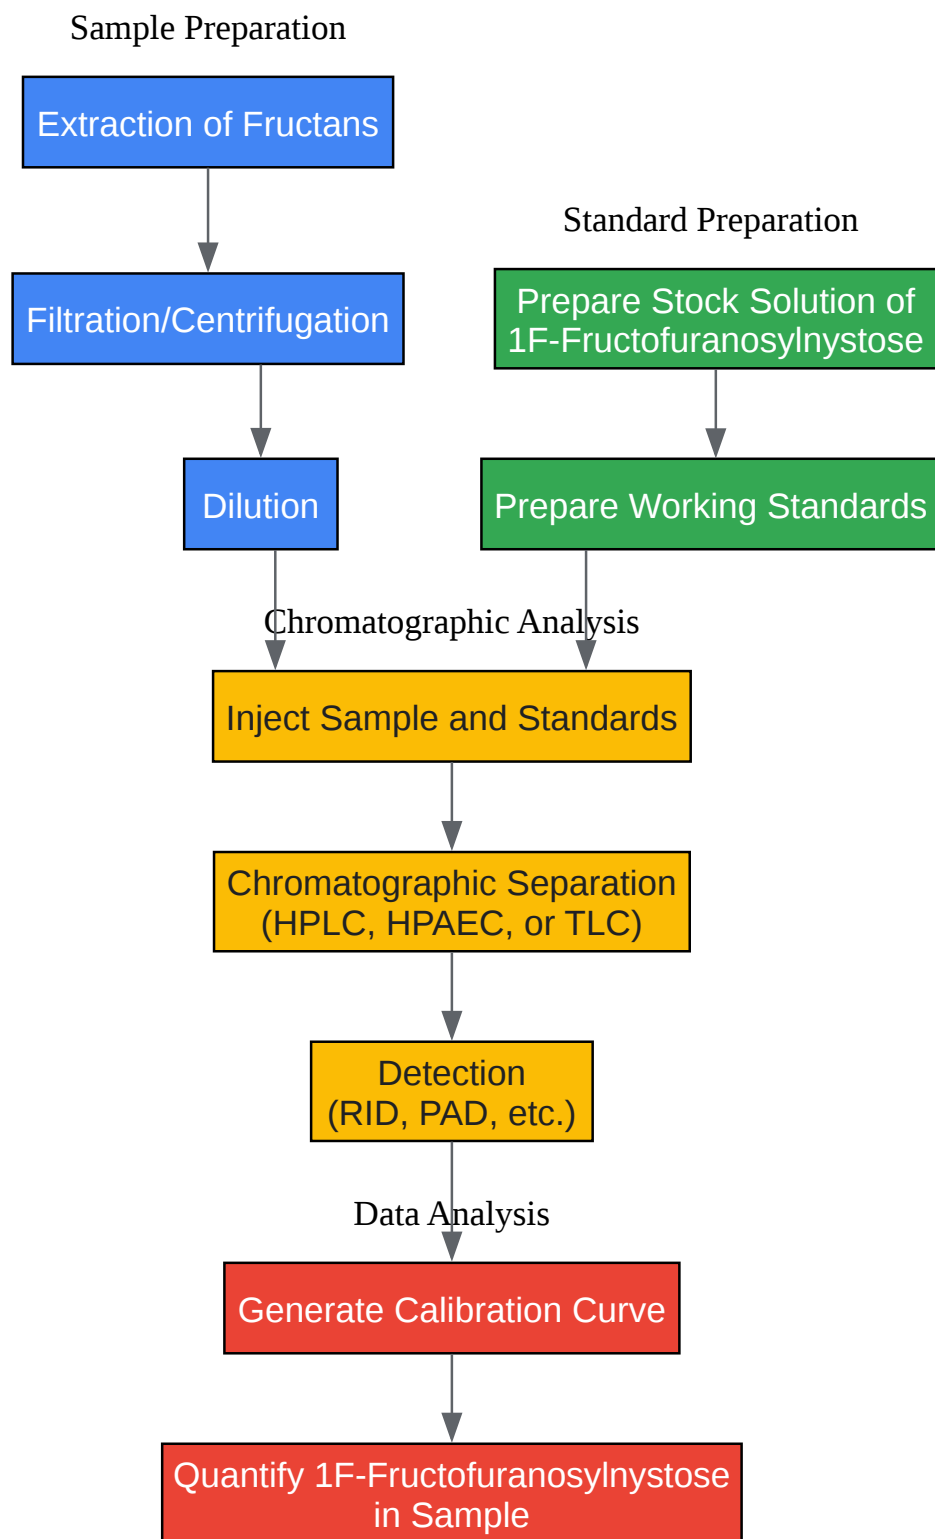 Sample Preparation
Extraction of Fructans
Filtration/Centrifugation
Dilution
Standard Preparation
Prepare Stock Solution of
1F-Fructofuranosylnystose
Prepare Working Standards
Chromatographic Analysis
Inject Sample and Standards
Chromatographic Separation
(HPLC, HPAEC, or TLC)
Detection
(RID, PAD, etc.)
Data Analysis
Generate Calibration Curve
Quantify 1F-Fructofuranosylnystose
in Sample